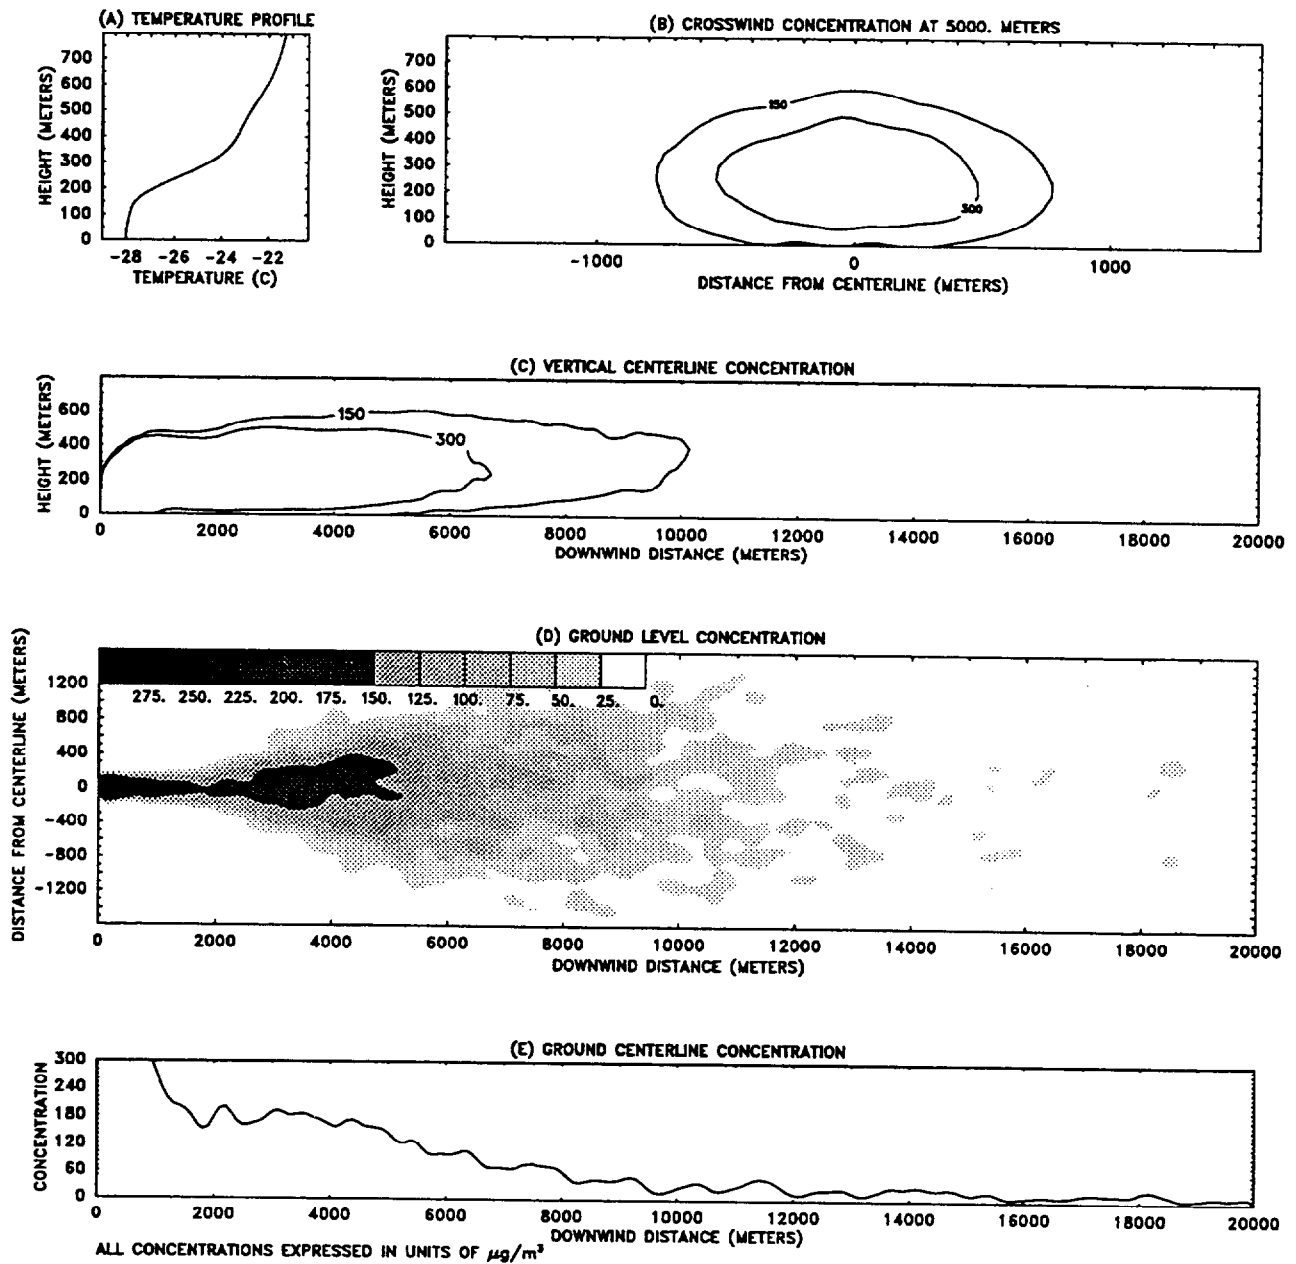 (A) TEMPERATURE PROFILE
700
600
500
400
300
200
100
0
HEIGHT (METERS)
-28 -26 -24 -22
TEMPERATURE (C)
(B) CROSSWIND CONCENTRATION AT 5000. METERS
700
600
500
400
300
200
100
0
HEIGHT (METERS)
150
300
-1000 0 1000
DISTANCE FROM CENTERLINE (METERS)
(C) VERTICAL CENTERLINE CONCENTRATION
600
400
200
0
HEIGHT (METERS)
150
300
0 2000 4000 6000 8000 10000 12000 14000 16000 18000 20000
DOWNWIND DISTANCE (METERS)
(D) GROUND LEVEL CONCENTRATION
275. 250. 225. 200. 175. 150. 125. 100. 75. 50. 25. 0.
1200
800
400
0
-400
-800
-1200
DISTANCE FROM CENTERLINE (METERS)
0 2000 4000 6000 8000 10000 12000 14000 16000 18000 20000
DOWNWIND DISTANCE (METERS)
(E) GROUND CENTERLINE CONCENTRATION
300
240
180
120
60
0
CONCENTRATION
0 2000 4000 6000 8000 10000 12000 14000 16000 18000 20000
DOWNWIND DISTANCE (METERS)
ALL CONCENTRATIONS EXPRESSED IN UNITS OF μg/m³